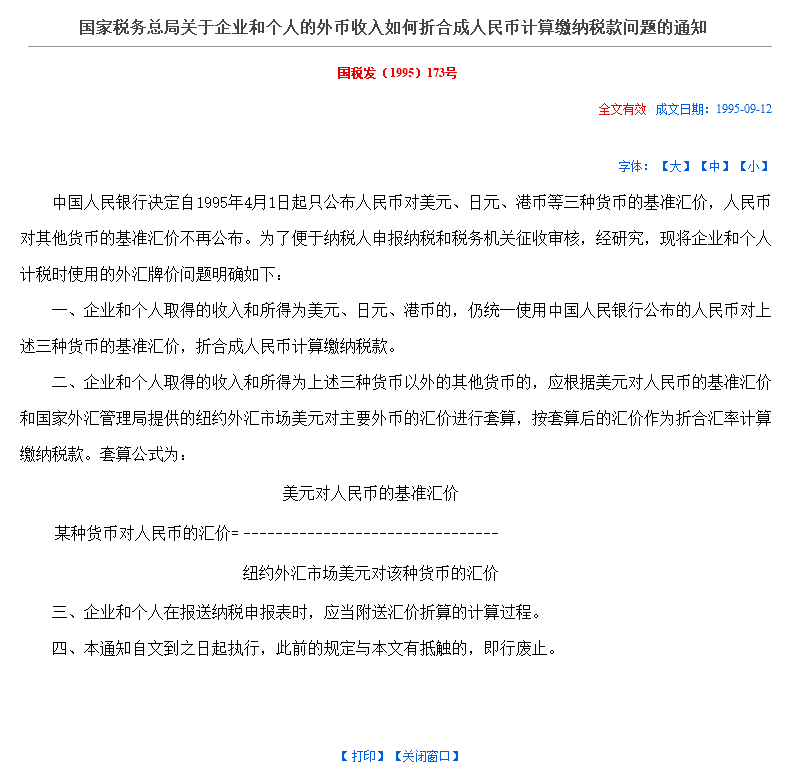 国家税务总局关于企业和个人的外币收入如何折合成人民币计算缴纳税款问题的通知
国税发（1995）173号
全文有效 成文日期：1995-09-12
字体：【大】【中】【小】
中国人民银行决定自1995年4月1日起只公布人民币对美元、日元、港币等三种货币的基准汇价，人民币
对其他货币的基准汇价不再公布。为了便于纳税人申报纳税和税务机关征收审核，经研究，现将企业和个人
计税时使用的外汇牌价问题明确如下：
一、企业和个人取得的收入和所得为美元、日元、港币的，仍统一使用中国人民银行公布的人民币对上
述三种货币的基准汇价，折合成人民币计算缴纳税款。
二、企业和个人取得的收入和所得为上述三种货币以外的其他货币的，应根据美元对人民币的基准汇价
和国家外汇管理局提供的纽约外汇市场美元对主要外币的汇价进行套算，按套算后的汇价作为折合汇率计算
缴纳税款。套算公式为：
美元对人民币的基准汇价
某种货币对人民币的汇价= --------------------------------
纽约外汇市场美元对该种货币的汇价
三、企业和个人在报送纳税申报表时，应当附送汇价折算的计算过程。
四、本通知自文到之日起执行，此前的规定与本文有抵触的，即行废止。
【 打印】【关闭窗口】